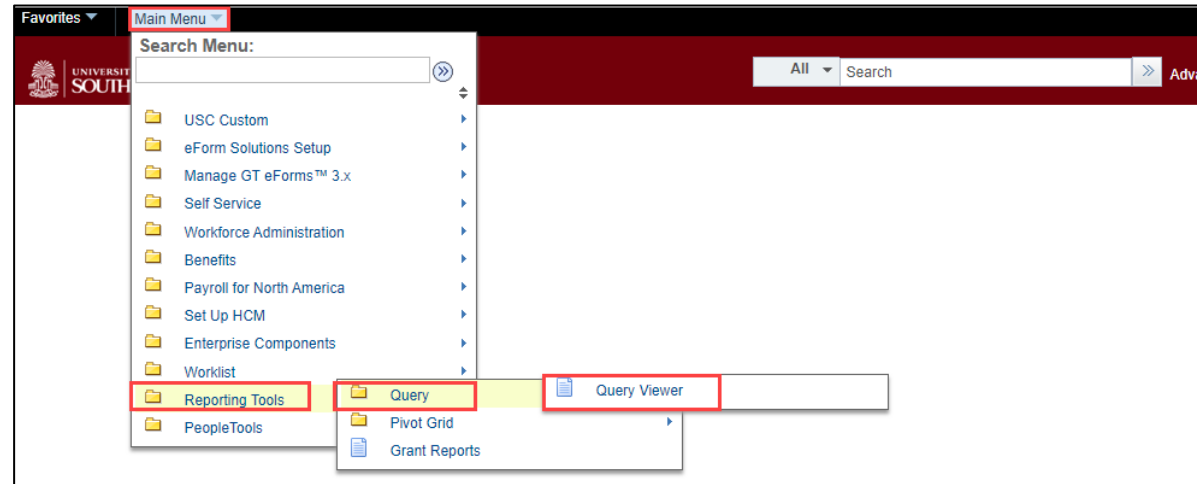 Favorites
Main Menu
Search Menu:
All
Search
UNIVERSIT
SOUTH
USC Custom
eForm Solutions Setup
Manage GT eForms™ 3.x
Self Service
Workforce Administration
Benefits
Payroll for North America
Set Up HCM
Enterprise Components
Worklist
Reporting Tools
Query
Query Viewer
PeopleTools
Pivot Grid
Grant Reports